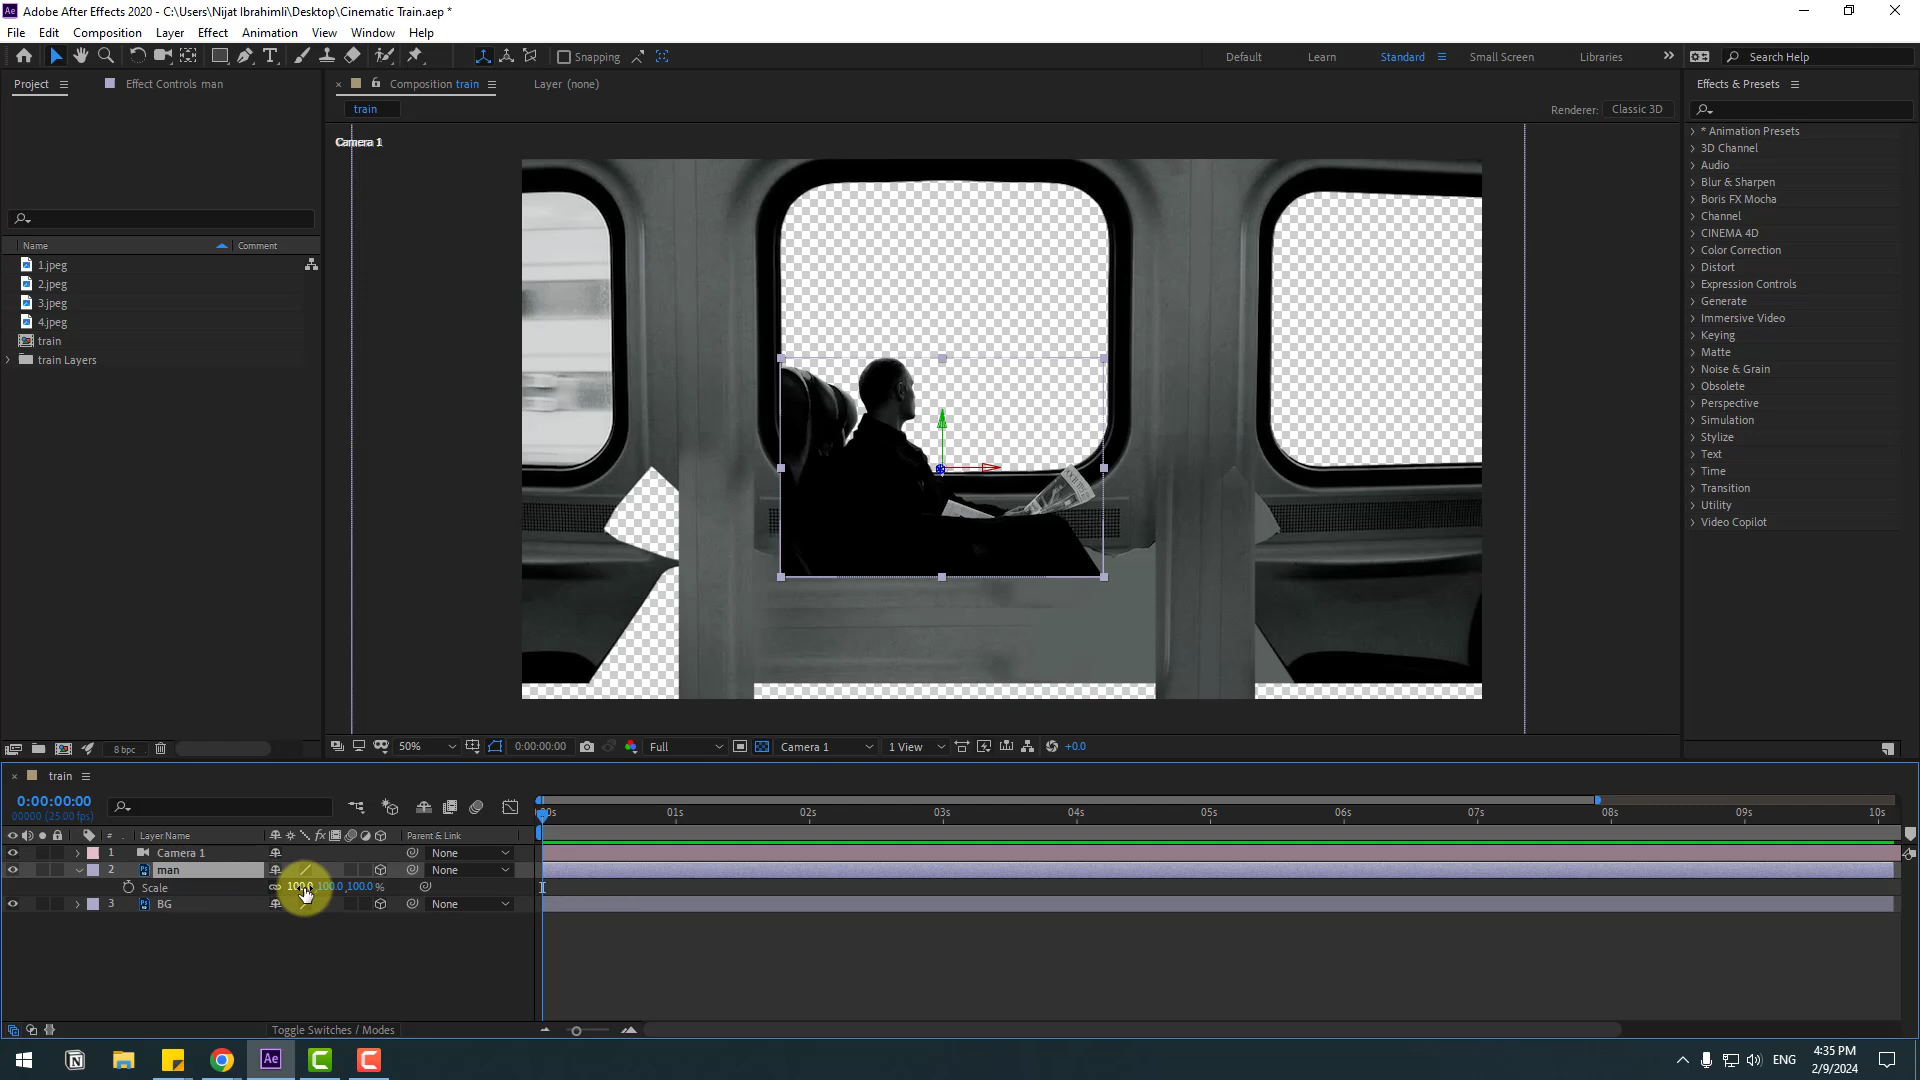 Adobe After Effects 2020 - C:\Users\Nijat Ibrahimli\Desktop\Cinematic Train.aep *
File Edit Composition Layer Effect Animation View Window Help
Snapping Default Learn Standard Small Screen Libraries Search Help
Project Effect Controls man
Composition train Layer (none)
Effects & Presets
train
Renderer: Classic 3D
Camera 1
Name Comment
1.jpeg
2.jpeg
3.jpeg
4.jpeg
train
train Layers
* Animation Presets
3D Channel
Audio
Blur & Sharpen
Boris FX Mocha
Channel
CINEMA 4D
Color Correction
Distort
Expression Controls
Generate
Immersive Video
Keying
Matte
Noise & Grain
Obsolete
Perspective
Simulation
Stylize
Text
Time
Transition
Utility
Video Copilot
8 bpc
50% 0:00:00:00 Full Camera 1 1 View +0.0
train
0:00:00:00
00000 (25.00 fps)
:00s 01s 02s 03s 04s 05s 06s 07s 08s 09s 10s
# Layer Name fx Parent & Link
1 Camera 1 None
2 man None
Scale 100.0,100.0,100.0%
3 BG None
Toggle Switches / Modes
Ae ENG
4:35 PM
2/9/2024